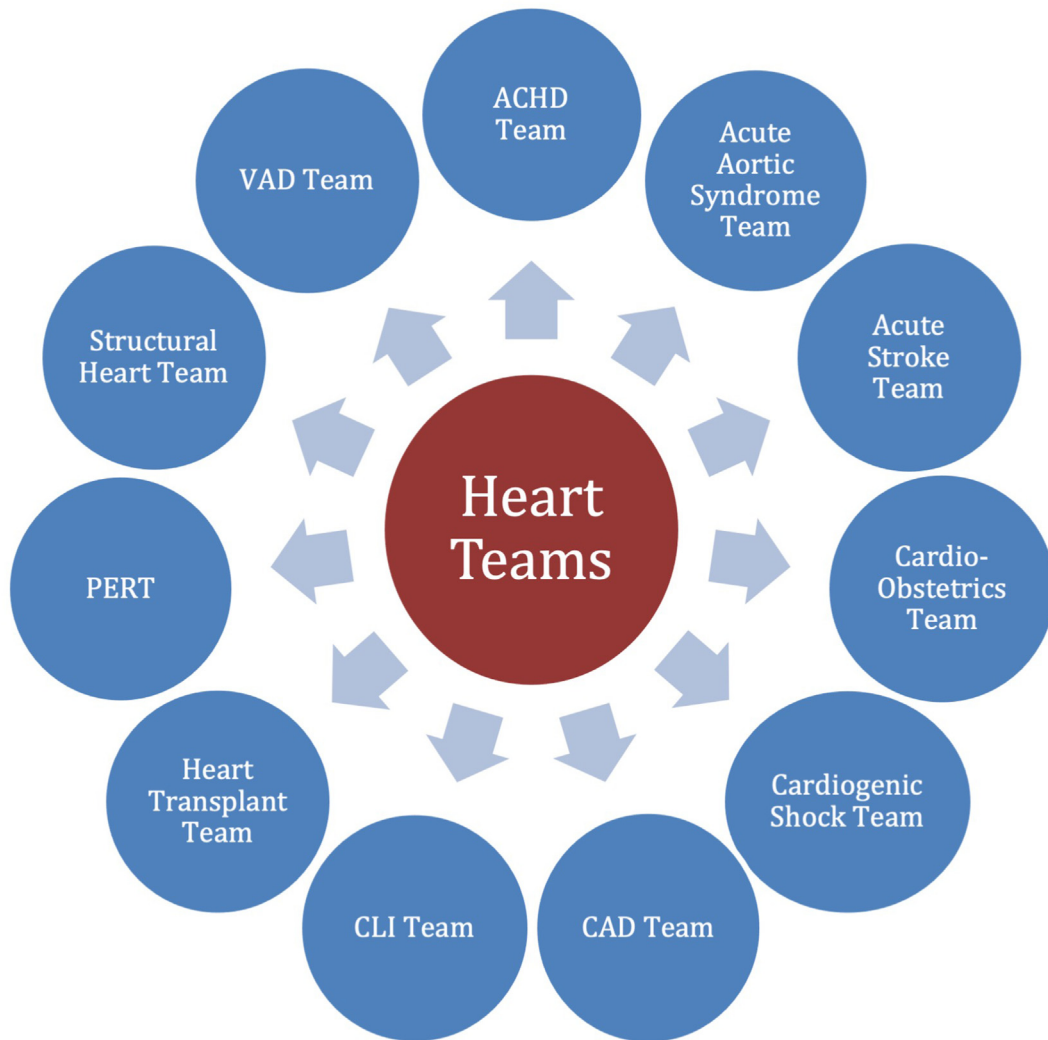 ACHD
Team
Acute
Aortic
Syndrome
Team
Acute
Stroke
Team
Cardio-
Obstetrics
Team
Cardiogenic
Shock Team
CAD Team
CLI Team
Heart
Transplant
Team
PERT
Structural
Heart Team
VAD Team
Heart
Teams